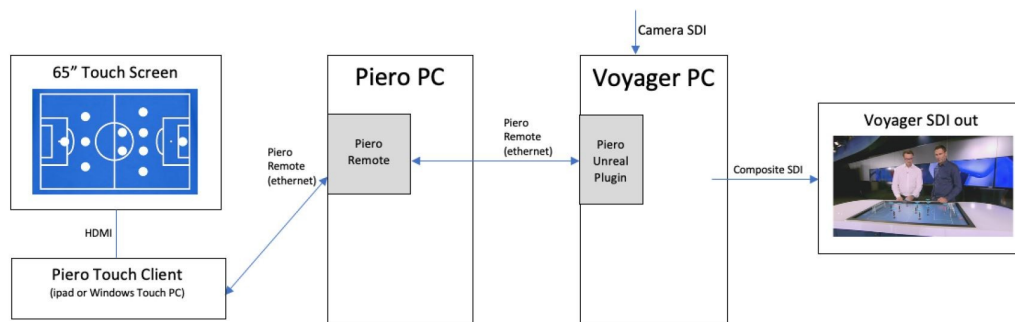 65” Touch Screen
HDMI
Piero Touch Client
(ipad or Windows Touch PC)
Piero
Remote
(ethernet)
Piero PC
Piero
Remote
Piero
Remote
(ethernet)
Camera SDI
Voyager PC
Piero
Unreal
Plugin
Composite SDI
Voyager SDI out